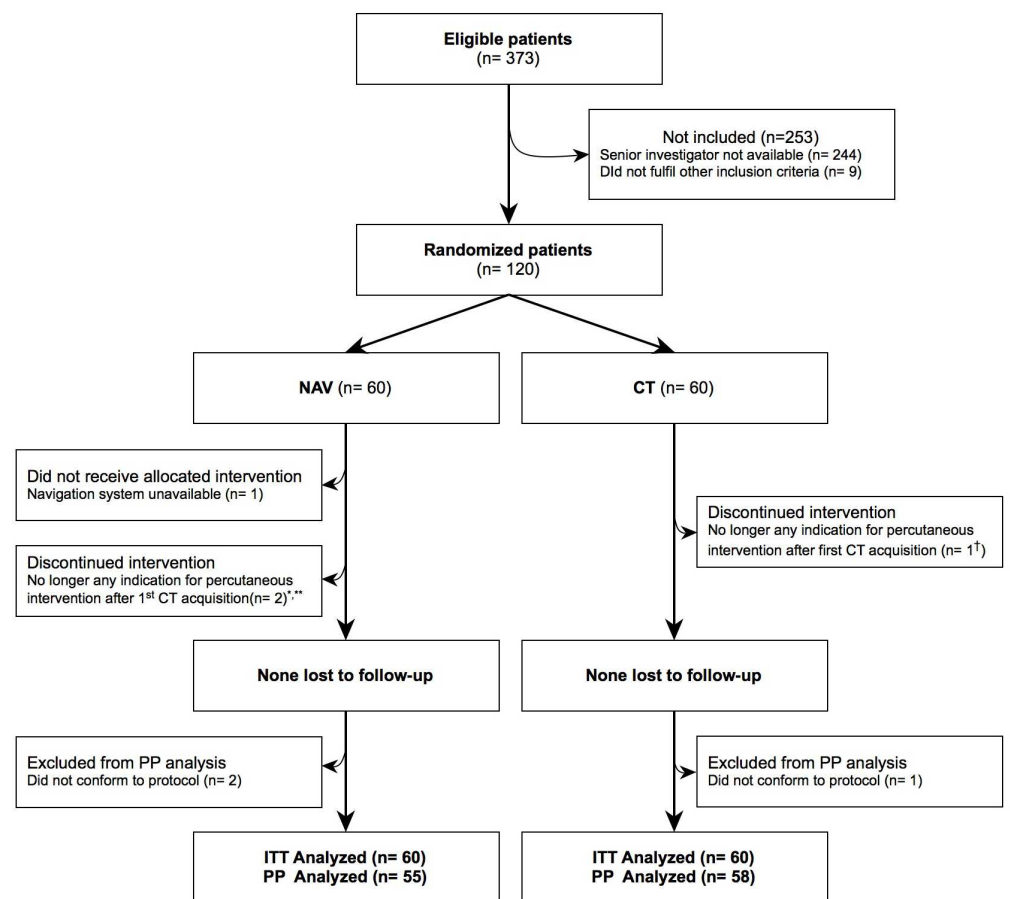 Eligible patients
(n= 373)
Not included (n=253)
Senior investigator not available (n= 244)
DId not fulfil other inclusion criteria (n= 9)
Randomized patients
(n= 120)
NAV (n= 60)
CT (n= 60)
Did not receive allocated intervention
Navigation system unavailable (n= 1)
Discontinued intervention
No longer any indication for percutaneous
intervention after first CT acquisition (n= 1†)
Discontinued intervention
No longer any indication for percutaneous
intervention after 1st CT acquisition(n= 2)*,**
None lost to follow-up
None lost to follow-up
Excluded from PP analysis
Did not conform to protocol (n= 2)
Excluded from PP analysis
Did not conform to protocol (n= 1)
ITT Analyzed (n= 60)
PP Analyzed (n= 55)
ITT Analyzed (n= 60)
PP Analyzed (n= 58)